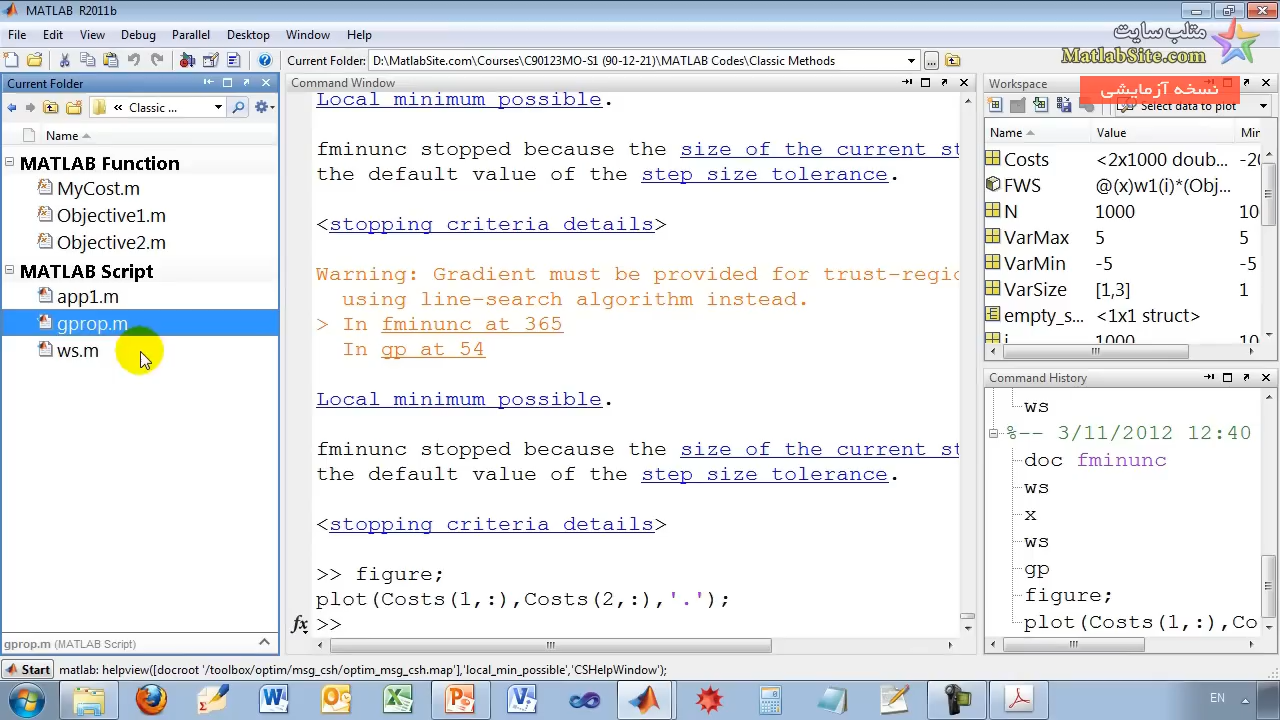 MATLAB R2011b
File Edit View Debug Parallel Desktop Window Help
متلب سایت
MatlabSite.com
Current Folder: D:\MatlabSite.com\Courses\C90123MO-S1 (90-12-21)\MATLAB Codes\Classic Methods
نسخه آزمایشی
Current Folder
« Classic ...
Name
MATLAB Function
MyCost.m
Objective1.m
Objective2.m
MATLAB Script
app1.m
gprop.m
ws.m
gprop.m (MATLAB Script)
Command Window
Local minimum possible.
fminunc stopped because the size of the current st
the default value of the step size tolerance.
<stopping criteria details>
Warning: Gradient must be provided for trust-regio
using line-search algorithm instead.
> In fminunc at 365
In gp at 54
Local minimum possible.
fminunc stopped because the size of the current st
the default value of the step size tolerance.
<stopping criteria details>
>> figure;
plot(Costs(1,:),Costs(2,:),'.');
fx >>
Workspace
Select data to plot
Name Value Min
Costs <2x1000 doub... -20
FWS @(x)w1(i)*(Obj...
N 1000 10
VarMax 5 5
VarMin -5 -5
VarSize [1,3] 1
empty_s... <1x1 struct>
i 1000 10
Command History
ws
%-- 3/11/2012 12:40
doc fminunc
ws
x
ws
gp
figure;
plot(Costs(1,:),Co
Start matlab: helpview([docroot '/toolbox/optim/msg_csh/optim_msg_csh.map'],'local_min_possible','CSHelpWindow');
EN